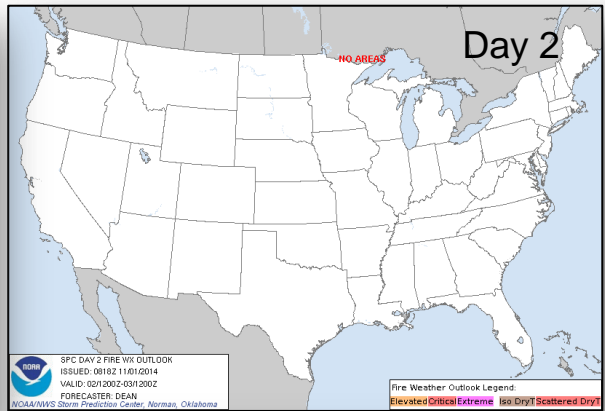 Day 2
NO AREAS
NOAA
SPC DAY 2 FIRE WX OUTLOOK
ISSUED: 0818Z 11/01/2014
VALID: 02/1200Z-03/1200Z
FORECASTER: DEAN
NOAA/NWS Storm Prediction Center, Norman, Oklahoma
Fire Weather Outlook Legend:
Elevated Critical Extreme Iso DryT Scattered DryT